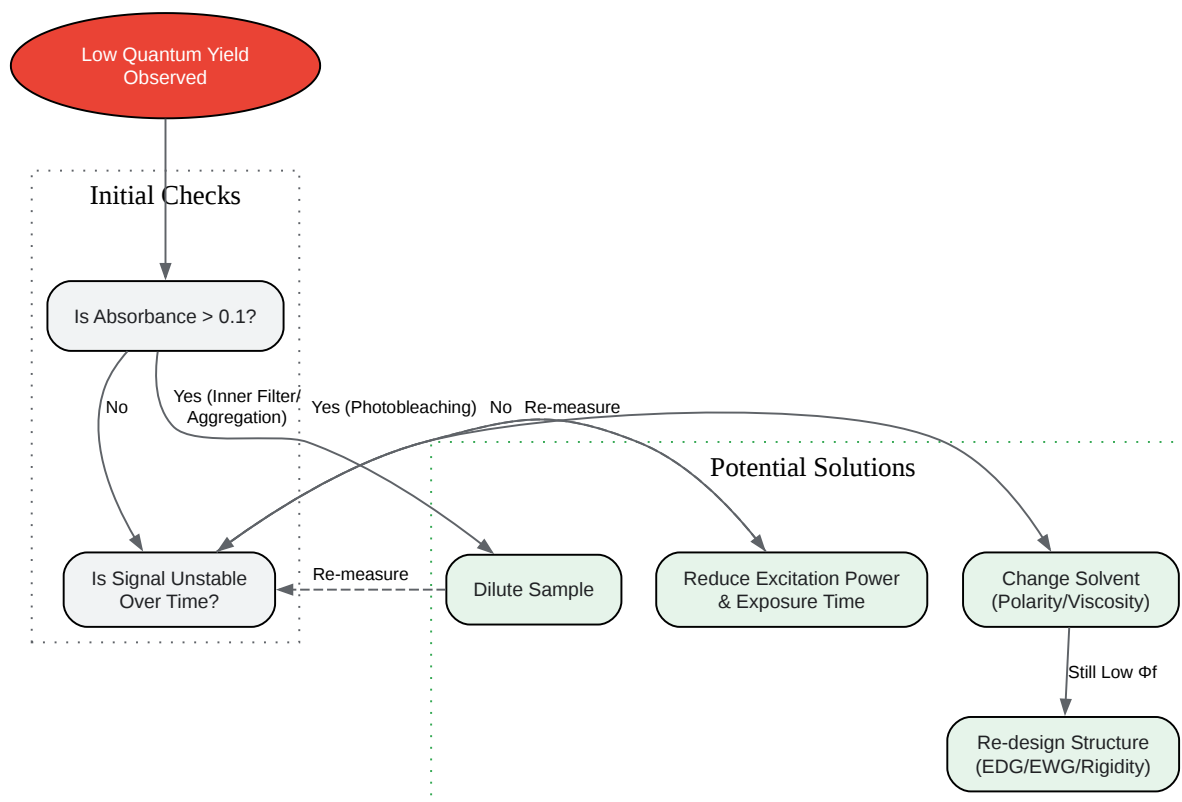 Low Quantum Yield
Observed
Initial Checks
Is Absorbance > 0.1?
No
Yes (Inner Filter/
Aggregation)
Yes (Photobleaching)
No
Re-measure
Potential Solutions
Is Signal Unstable
Over Time?
Re-measure
Dilute Sample
Reduce Excitation Power
& Exposure Time
Change Solvent
(Polarity/Viscosity)
Still Low Φf
Re-design Structure
(EDG/EWG/Rigidity)